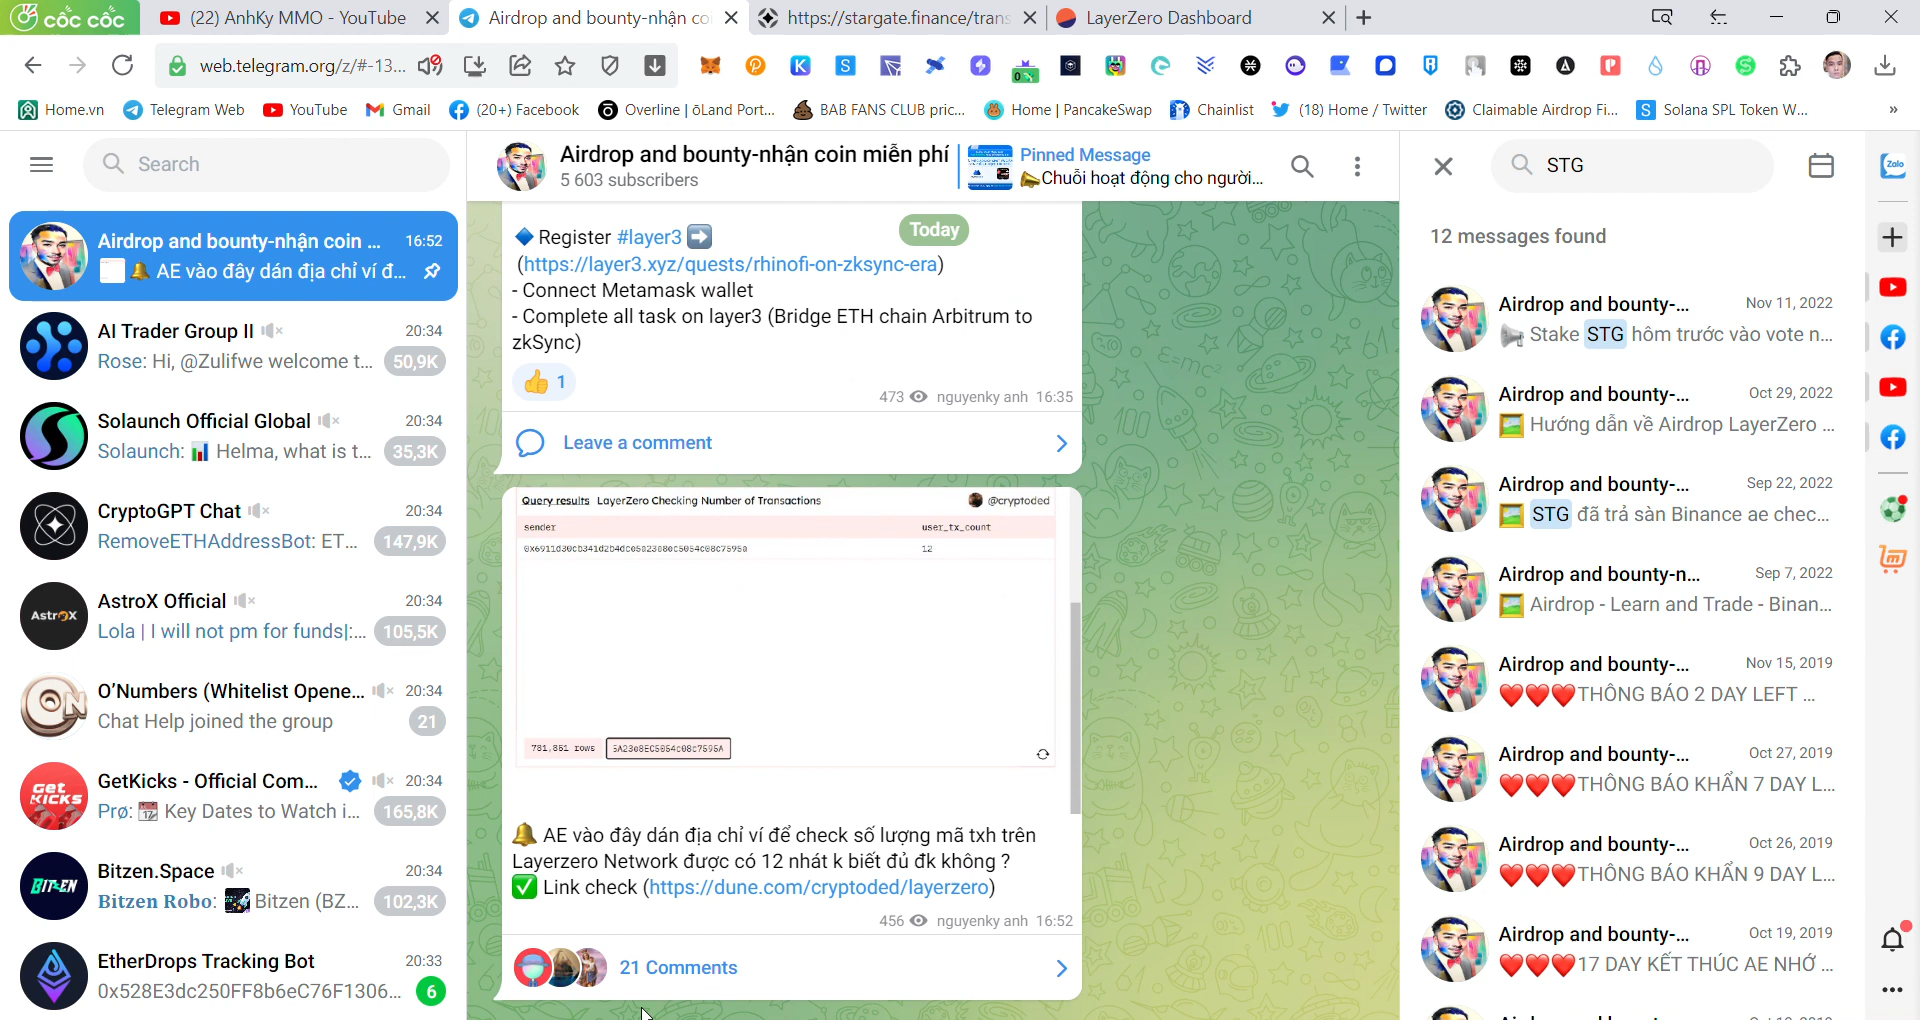 cốc cốc
(22) AnhKy MMO - YouTube
Airdrop and bounty-nhận co
https://stargate.finance/trans
LayerZero Dashboard
web.telegram.org/z/#-13...
Home.vn
Telegram Web
YouTube
Gmail
(20+) Facebook
Overline | ōLand Port...
BAB FANS CLUB pric...
Home | PancakeSwap
Chainlist
(18) Home / Twitter
Claimable Airdrop Fi...
Solana SPL Token W...
»
Search
Airdrop and bounty-nhận coin ... 16:52
🔔 AE vào đây dán địa chỉ ví đ...
AI Trader Group II 20:34
Rose: Hi, @Zulifwe welcome t... 50,9K
Solaunch Official Global 20:34
Solaunch: 📊 Helma, what is t... 35,3K
CryptoGPT Chat 20:34
RemoveETHAddressBot: ET... 147,9K
AstrOX
AstroX Official 20:34
Lola | I will not pm for funds|:... 105,5K
ON
O'Numbers (Whitelist Opene... 20:34
Chat Help joined the group 21
GET KICKS
GetKicks - Official Com... 20:34
Prø: 📆 Key Dates to Watch i... 165,8K
BITZEN
Bitzen.Space 20:34
Bitzen Robo: Bitzen (BZ... 102,3K
EtherDrops Tracking Bot 20:33
0x528E3dc250FF8b6eC76F1306... 6
Airdrop and bounty-nhận coin miễn phí
5 603 subscribers
Pinned Message
📣Chuỗi hoạt động cho người...
Today
🔷 Register #layer3 ➡️
(https://layer3.xyz/quests/rhinofi-on-zksync-era)
- Connect Metamask wallet
- Complete all task on layer3 (Bridge ETH chain Arbitrum to
zkSync)
👍 1
473 nguyenky anh 16:35
Leave a comment
Query results LayerZero Checking Number of Transactions @cryptoded
sender user_tx_count
12
781,851 rows
🔔 AE vào đây dán địa chỉ ví để check số lượng mã txh trên
Layerzero Network được có 12 nhát k biết đủ đk không ?
✅ Link check (https://dune.com/cryptoded/layerzero)
456 nguyenky anh 16:52
21 Comments
STG
12 messages found
Airdrop and bounty-... Nov 11, 2022
📢 Stake STG hôm trước vào vote n...
Airdrop and bounty-... Oct 29, 2022
Hướng dẫn về Airdrop LayerZero ...
Airdrop and bounty-... Sep 22, 2022
STG đã trả sàn Binance ae chec...
Airdrop and bounty-n... Sep 7, 2022
Airdrop - Learn and Trade - Binan...
Airdrop and bounty-... Nov 15, 2019
❤️❤️❤️THÔNG BÁO 2 DAY LEFT ...
Airdrop and bounty-... Oct 27, 2019
❤️❤️❤️THÔNG BÁO KHẨN 7 DAY L...
Airdrop and bounty-... Oct 26, 2019
❤️❤️❤️THÔNG BÁO KHẨN 9 DAY L...
Airdrop and bounty-... Oct 19, 2019
❤️❤️❤️17 DAY KẾT THÚC AE NHỚ ...
Zalo